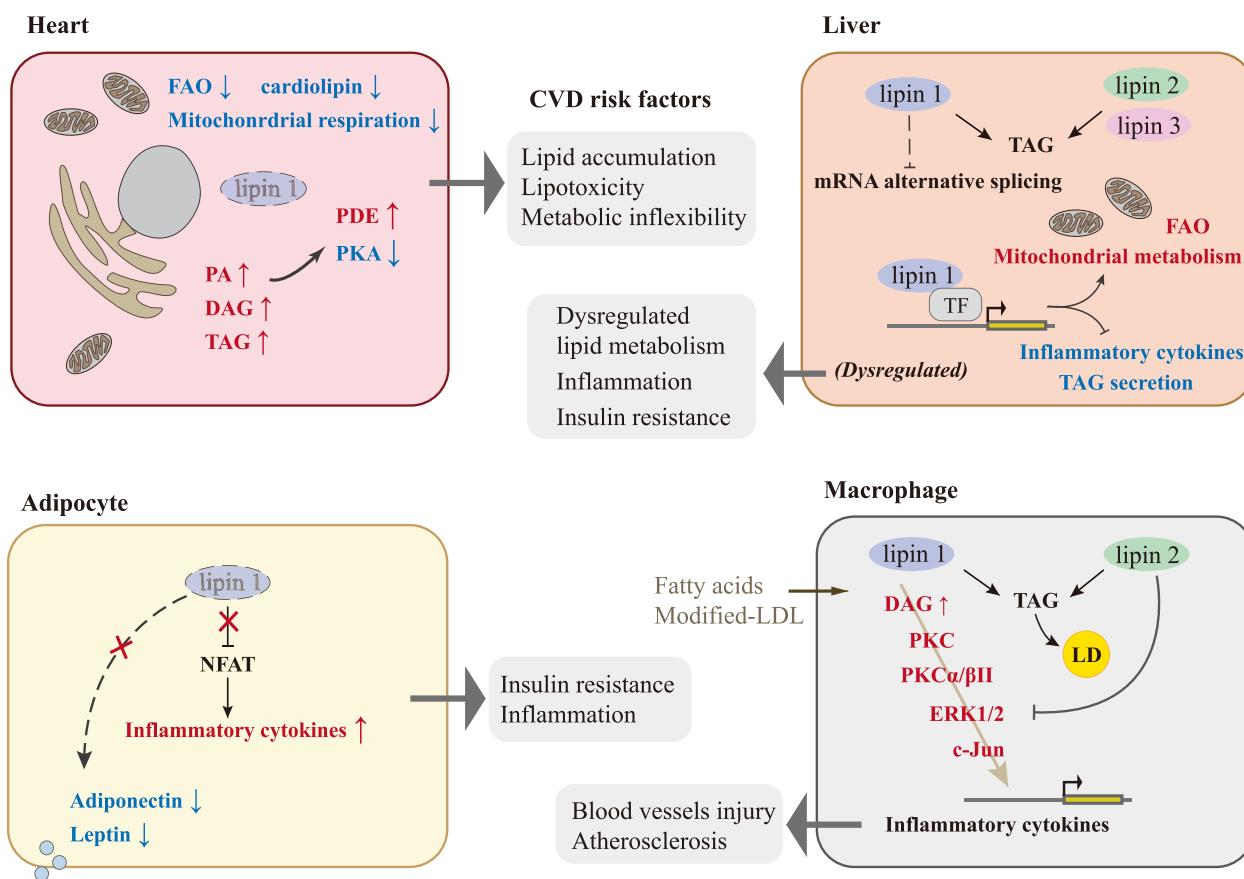 Heart
FAO ↓ cardiolipin ↓
Mitochonrdrial respiration ↓
lipin 1
PDE ↑
PKA ↓
PA ↑
DAG ↑
TAG ↑
CVD risk factors
Lipid accumulation
Lipotoxicity
Metabolic inflexibility
Liver
lipin 1
lipin 2
lipin 3
TAG
mRNA alternative splicing
FAO
Mitochondrial metabolism
lipin 1
TF
Inflammatory cytokines
TAG secretion
(Dysregulated)
Dysregulated
lipid metabolism
Inflammation
Insulin resistance
Adipocyte
lipin 1
NFAT
Inflammatory cytokines ↑
Adiponectin ↓
Leptin ↓
Insulin resistance
Inflammation
Macrophage
Fatty acids
Modified-LDL
lipin 1
lipin 2
DAG ↑
TAG
PKC
LD
PKCα/βII
ERK1/2
c-Jun
Inflammatory cytokines
Blood vessels injury
Atherosclerosis